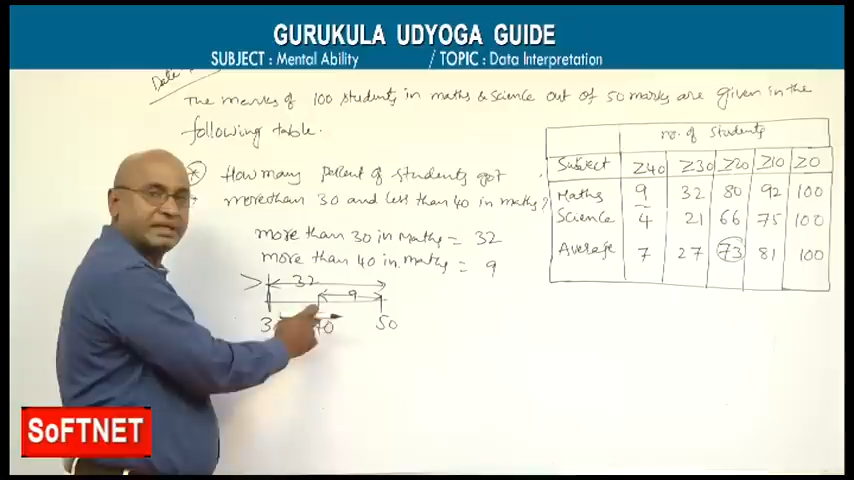 GURUKULA UDYOGA GUIDE
SUBJECT : Mental Ability / TOPIC : Data Interpretation
The marks of 100 students in maths & science out of 50 marks are given in the
following table.
How many percent of students got
more than 30 and less than 40 in maths?
more than 30 in Maths = 32
more than 40 in maths = 9
32
9
50
no. of students
Subject ≥40 ≥30 ≥20 ≥10 ≥0
Maths 9 32 80 92 100
Science 4 21 66 75 100
Average 7 27 73 81 100
SoFTNET